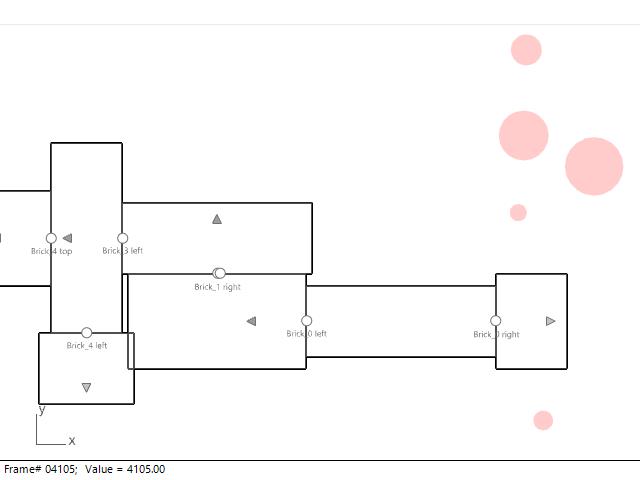 Brick_4 top
Brick_3 left
Brick_1 right
Brick_0 left
Brick_0 right
Brick_4 left
y
x
Frame# 04105; Value = 4105.00